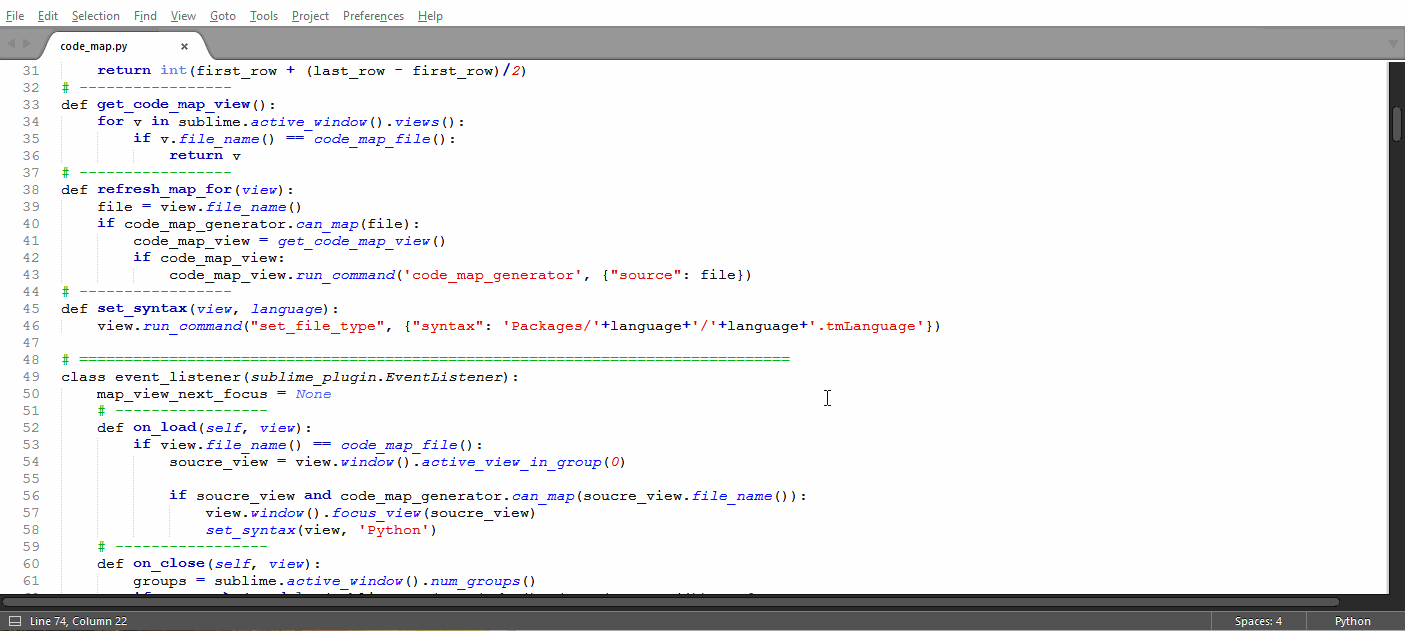 File Edit Selection Find View Goto Tools Project Preferences Help
code_map.py ×
31 return int(first_row + (last_row - first_row)/2)
32 # -----------------
33 def get_code_map_view():
34 for v in sublime.active_window().views():
35 if v.file_name() == code_map_file():
36 return v
37 # -----------------
38 def refresh_map_for(view):
39 file = view.file_name()
40 if code_map_generator.can_map(file):
41 code_map_view = get_code_map_view()
42 if code_map_view:
43 code_map_view.run_command('code_map_generator', {"source": file})
44 # -----------------
45 def set_syntax(view, language):
46 view.run_command("set_file_type", {"syntax": 'Packages/'+language+'/'+language+'.tmLanguage'})
47
48 # ===============================================================================
49 class event_listener(sublime_plugin.EventListener):
50 map_view_next_focus = None
51 # -----------------
52 def on_load(self, view):
53 if view.file_name() == code_map_file():
54 soucre_view = view.window().active_view_in_group(0)
55
56 if soucre_view and code_map_generator.can_map(soucre_view.file_name()):
57 view.window().focus_view(soucre_view)
58 set_syntax(view, 'Python')
59 # -----------------
60 def on_close(self, view):
61 groups = sublime.active_window().num_groups()
Line 74, Column 22 Spaces: 4 Python